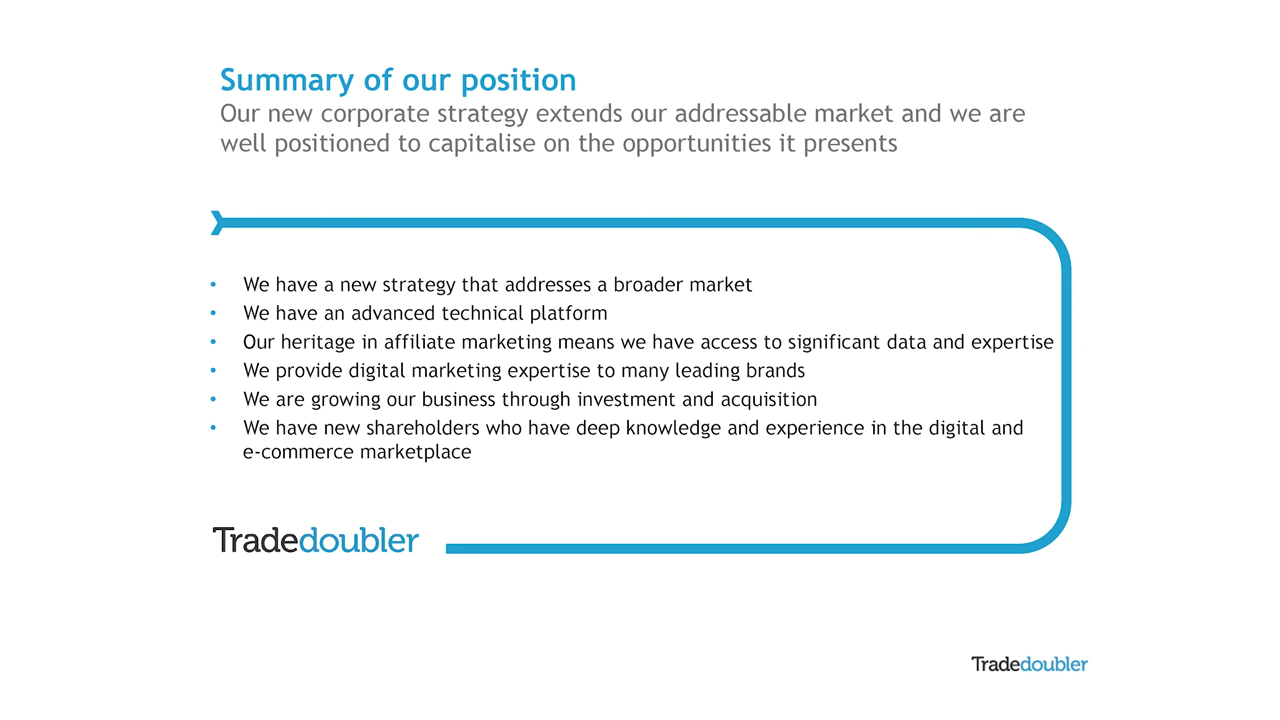 Summary of our position
Our new corporate strategy extends our addressable market and we are
well positioned to capitalise on the opportunities it presents
• We have a new strategy that addresses a broader market
• We have an advanced technical platform
• Our heritage in affiliate marketing means we have access to significant data and expertise
• We provide digital marketing expertise to many leading brands
• We are growing our business through investment and acquisition
• We have new shareholders who have deep knowledge and experience in the digital and
e-commerce marketplace
Tradedoubler
Tradedoubler